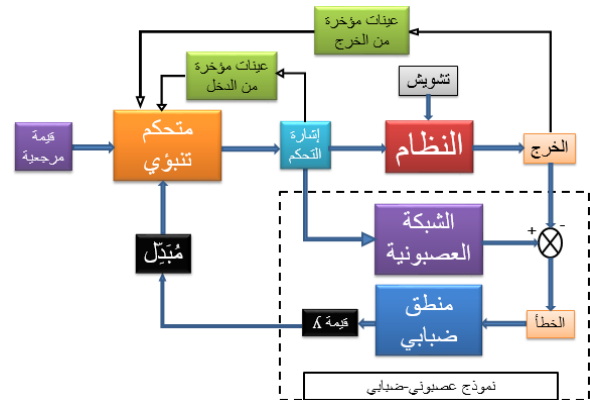 عينات مؤخرة
من الخرج
عينات مؤخرة
من الدخل
تشويش
قيمة
مرجعية
متحكم
تنبؤي
إشارة
التحكم
النظام
الخرج
الشبكة
العصبونية
+
-
مُبَدِّل
منطق
ضبابي
قيمة λ
الخطأ
نموذج عصبوني-ضبابي